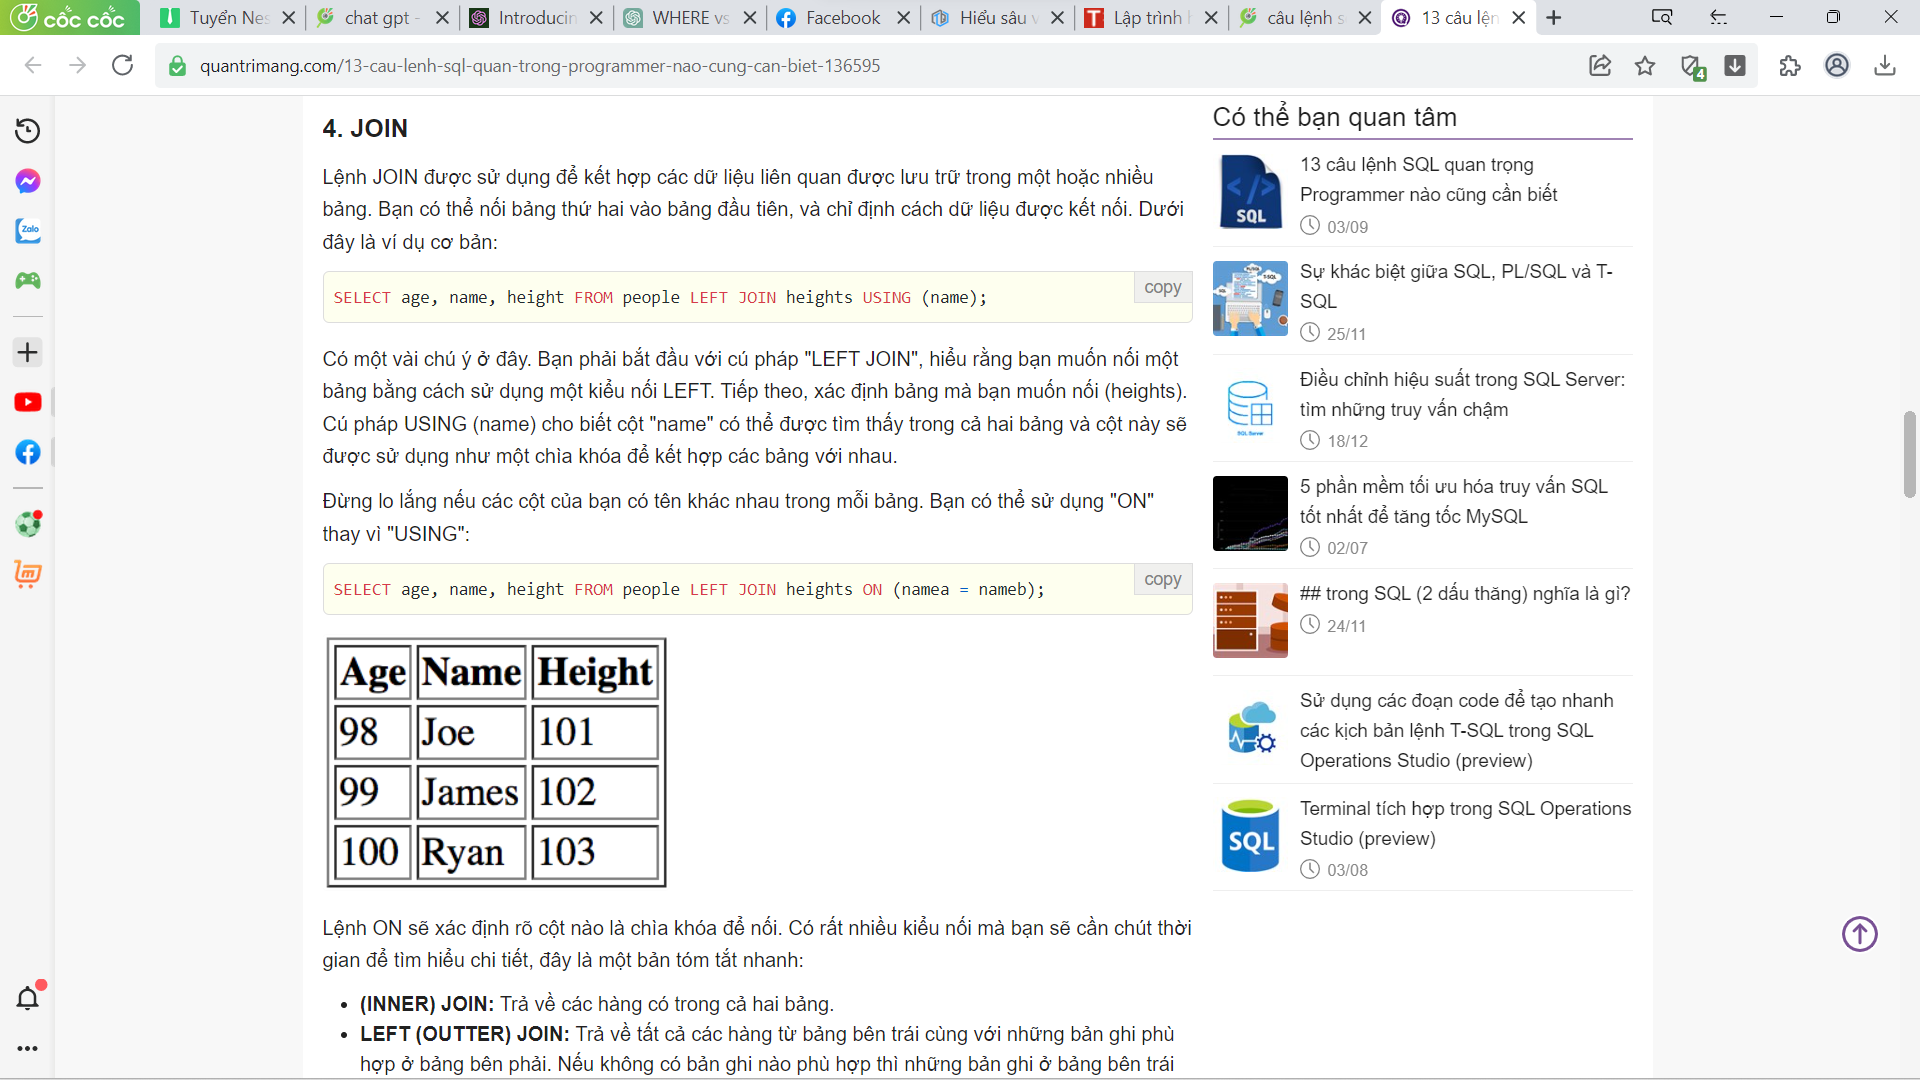 cốc cốc
Tuyển Nes
chat gpt -
Introducin
WHERE vs
Facebook
Hiểu sâu v
Lập trình h
câu lệnh s
13 câu lện
quantrimang.com/13-cau-lenh-sql-quan-trong-programmer-nao-cung-can-biet-136595
4
Zalo
4. JOIN
Lệnh JOIN được sử dụng để kết hợp các dữ liệu liên quan được lưu trữ trong một hoặc nhiều
bảng. Bạn có thể nối bảng thứ hai vào bảng đầu tiên, và chỉ định cách dữ liệu được kết nối. Dưới
đây là ví dụ cơ bản:
copy
SELECT age, name, height FROM people LEFT JOIN heights USING (name);
Có một vài chú ý ở đây. Bạn phải bắt đầu với cú pháp "LEFT JOIN", hiểu rằng bạn muốn nối một
bảng bằng cách sử dụng một kiểu nối LEFT. Tiếp theo, xác định bảng mà bạn muốn nối (heights).
Cú pháp USING (name) cho biết cột "name" có thể được tìm thấy trong cả hai bảng và cột này sẽ
được sử dụng như một chìa khóa để kết hợp các bảng với nhau.
Đừng lo lắng nếu các cột của bạn có tên khác nhau trong mỗi bảng. Bạn có thể sử dụng "ON"
thay vì "USING":
copy
SELECT age, name, height FROM people LEFT JOIN heights ON (namea = nameb);
Age Name Height
98 Joe 101
99 James 102
100 Ryan 103
Lệnh ON sẽ xác định rõ cột nào là chìa khóa để nối. Có rất nhiều kiểu nối mà bạn sẽ cần chút thời
gian để tìm hiểu chi tiết, đây là một bản tóm tắt nhanh:
• (INNER) JOIN: Trả về các hàng có trong cả hai bảng.
• LEFT (OUTTER) JOIN: Trả về tất cả các hàng từ bảng bên trái cùng với những bản ghi phù
hợp ở bảng bên phải. Nếu không có bản ghi nào phù hợp thì những bản ghi ở bảng bên trái
Có thể bạn quan tâm
SQL
13 câu lệnh SQL quan trọng
Programmer nào cũng cần biết
03/09
Sự khác biệt giữa SQL, PL/SQL và T-
SQL
25/11
Điều chỉnh hiệu suất trong SQL Server:
tìm những truy vấn chậm
18/12
5 phần mềm tối ưu hóa truy vấn SQL
tốt nhất để tăng tốc MySQL
02/07
## trong SQL (2 dấu thăng) nghĩa là gì?
24/11
Sử dụng các đoạn code để tạo nhanh
các kịch bản lệnh T-SQL trong SQL
Operations Studio (preview)
SQL
Terminal tích hợp trong SQL Operations
Studio (preview)
03/08